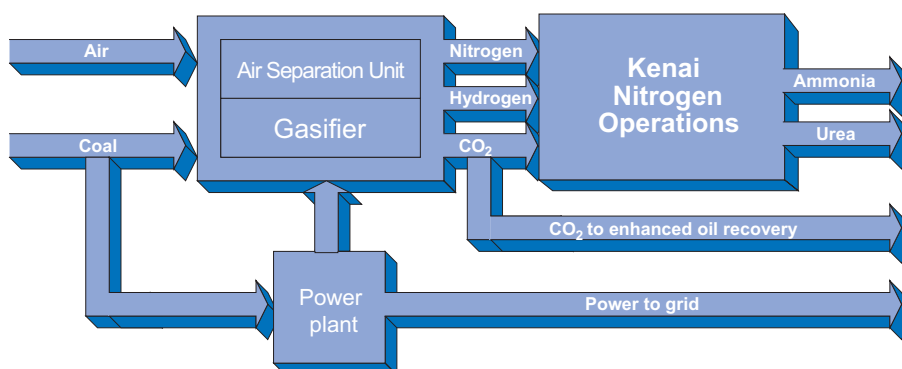 Air
Nitrogen
Kenai
Nitrogen
Operations
Air Separation Unit
Ammonia
Hydrogen
Gasifier
Coal
CO₂
Urea
CO₂ to enhanced oil recovery
Power
plant
Power to grid